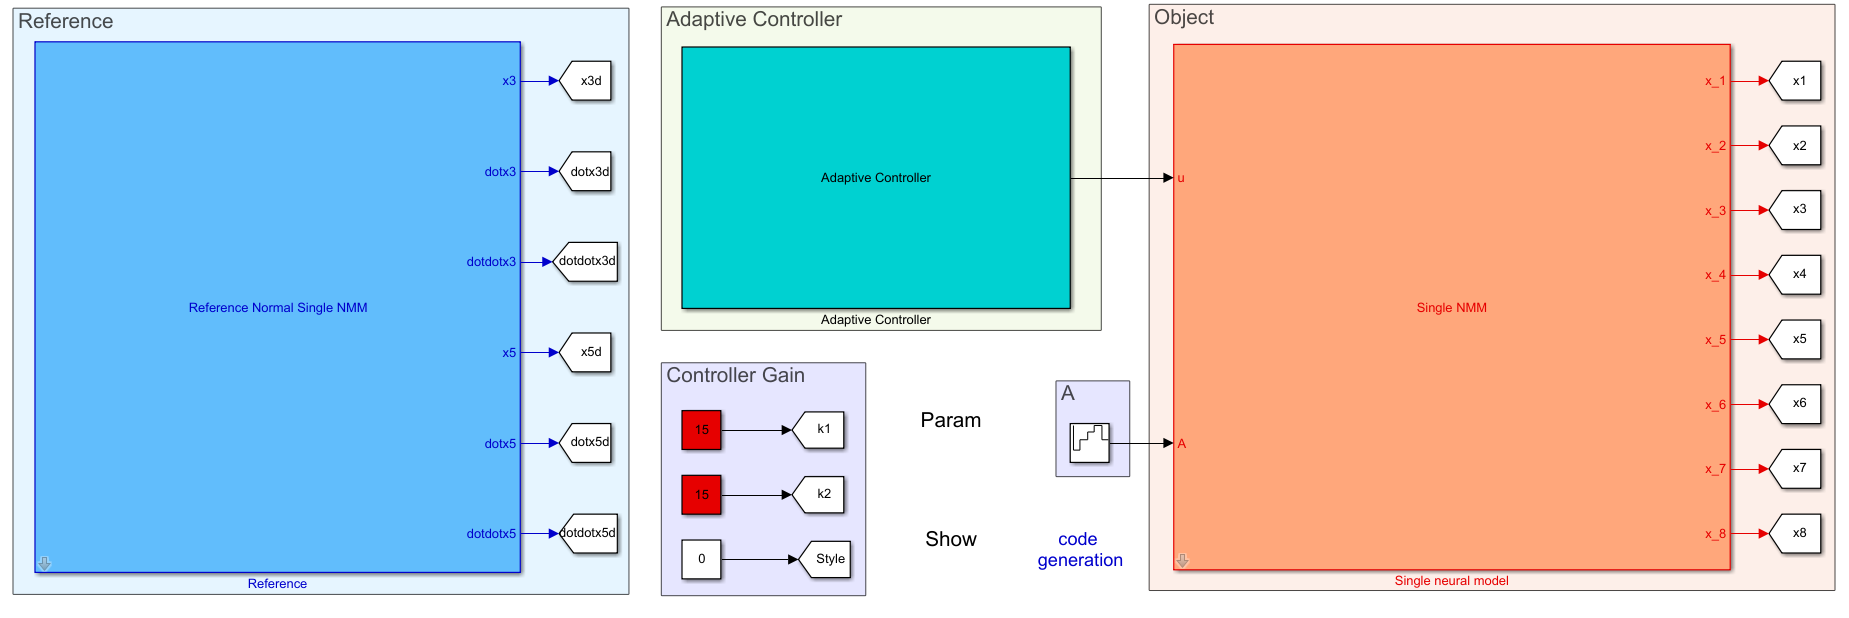 Reference
x3
x3d
dotx3
dotx3d
dotdotx3
dotdotx3d
Reference Normal Single NMM
x5
x5d
dotx5
dotx5d
dotdotx5
dotdotx5d
Reference
Adaptive Controller
Adaptive Controller
Adaptive Controller
Controller Gain
15
k1
15
k2
0
Style
Param
Show
code
generation
A
Object
u
A
Single NMM
x_1
x1
x_2
x2
x_3
x3
x_4
x4
x_5
x5
x_6
x6
x_7
x7
x_8
x8
Single neural model